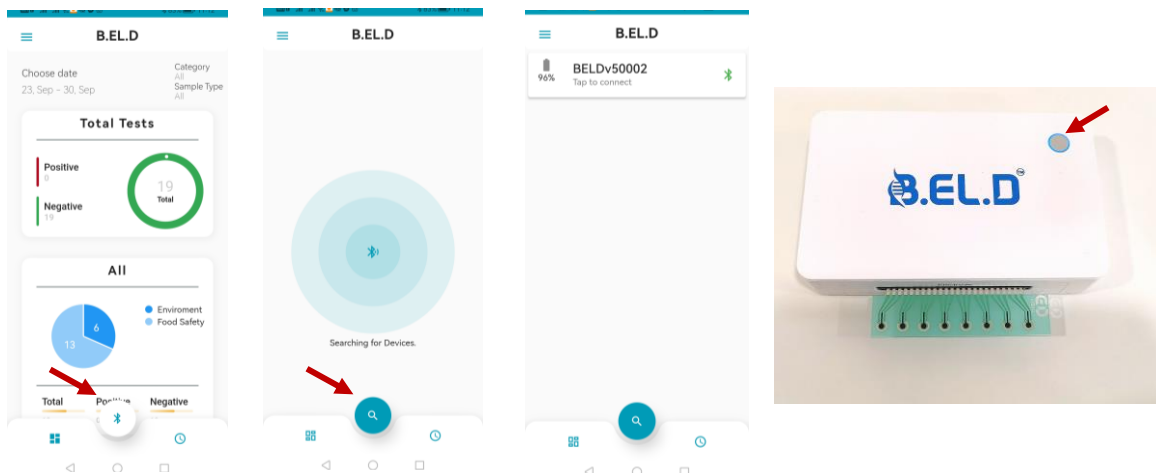 B.EL.D
Choose date
23, Sep - 30, Sep
Category
All
Sample Type
All
Total Tests
Positive
0
Negative
19
19
Total
All
6
13
Enviroment
Food Safety
Total
Negative
B.EL.D
Searching for Devices.
B.EL.D
96%
BELDv50002
Tap to connect
B.EL.D